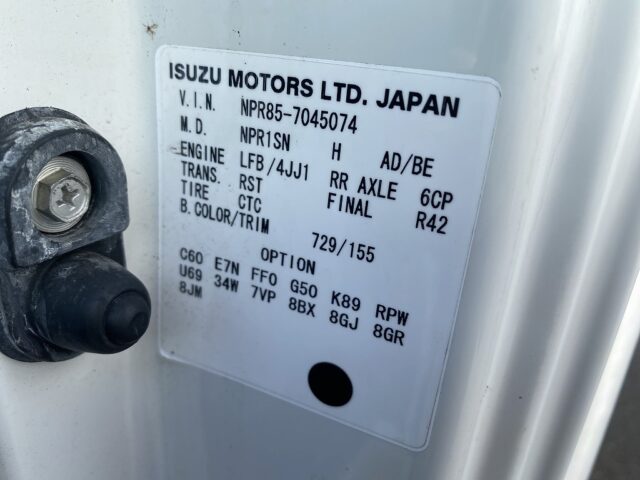 ISUZU MOTORS LTD. JAPAN
V.I.N. NPR85-7045074
M.D. NPR1SN H AD/BE
ENGINE LFB/4JJ1 RR AXLE 6CP
TRANS. RST FINAL R42
TIRE CTC
B.COLOR/TRIM 729/155
OPTION
C60 E7N FF0 G50 K89 RPW
U69 34W 7VP 8BX 8GJ 8GR
8JM